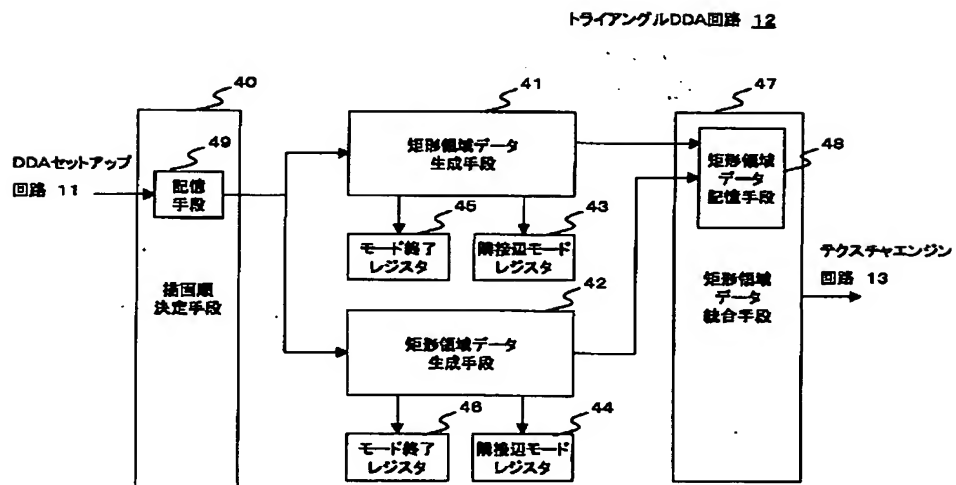 トライアングルDDA回路 12
40
41
47
49
48
DDAセットアップ
回路 11
記憶
手段
矩形領域データ
生成手段
矩形領域
データ
記憶手段
45
43
モード終了
レジスタ
隣接辺モード
レジスタ
テクスチャエンジン
回路 13
描画順
決定手段
42
矩形領域データ
生成手段
矩形領域
データ
統合手段
46
44
モード終了
レジスタ
隣接辺モード
レジスタ